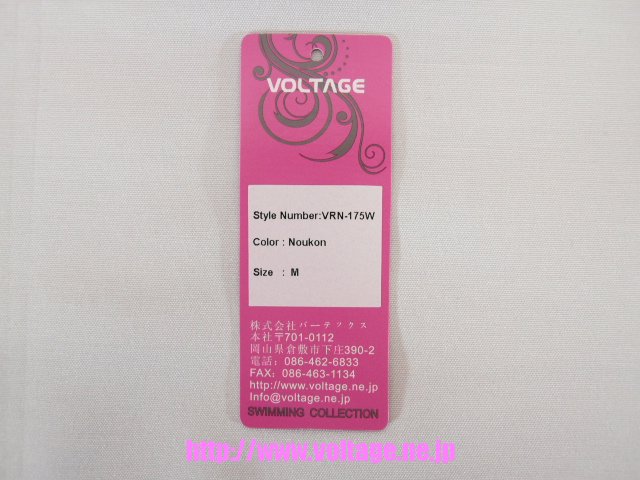 VOLTAGE
Style Number:VRN-175W
Color : Noukon
Size : M
株式会社バーテックス
本社〒701-0112
岡山県倉敷市下庄390-2
電話：086-462-6833
FAX：086-463-1134
http://www.voltage.ne.jp
Info@voltage.ne.jp
SWIMMING COLLECTION
http://www.voltage.ne.jp